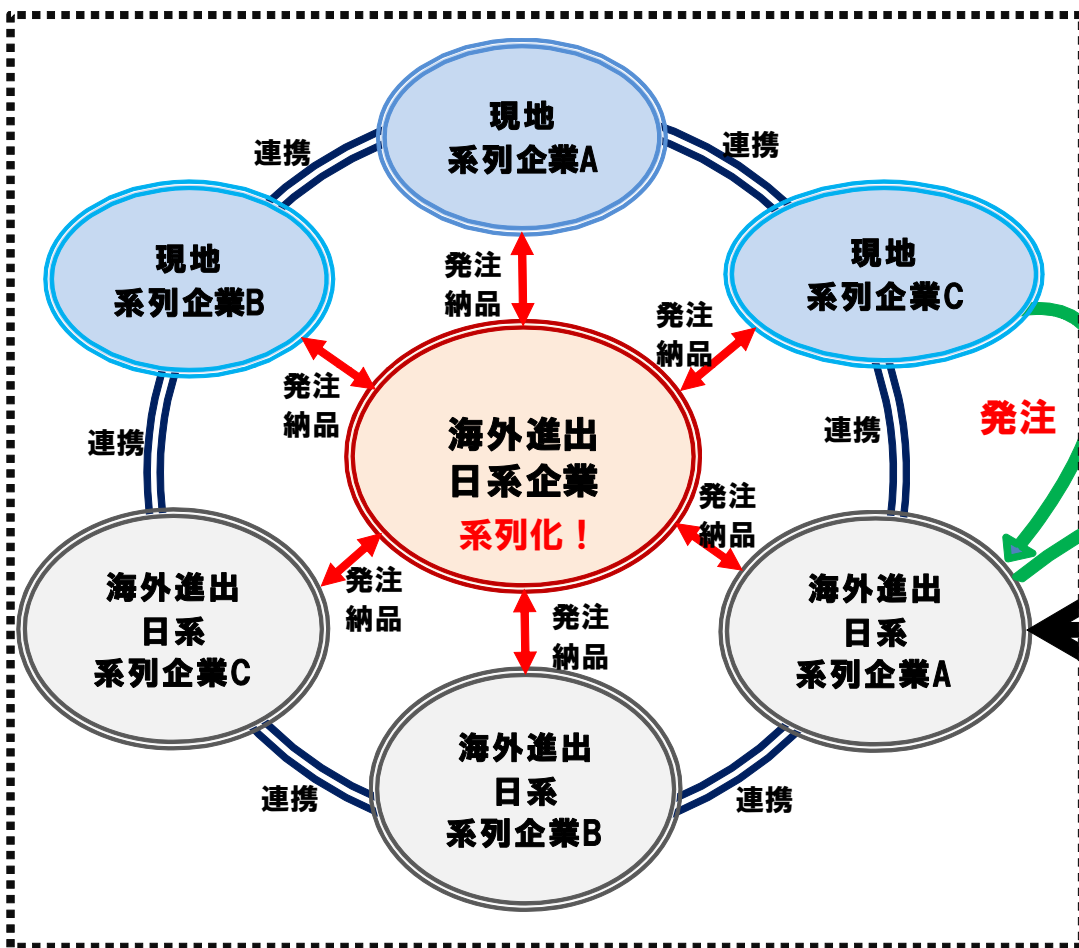 現地
系列企業A
連携
連携
現地
系列企業B
現地
系列企業C
発注
納品
発注
納品
発注
納品
海外進出
日系企業
系列化！
連携
連携
発注
発注
納品
発注
納品
発注
納品
海外進出
日系
系列企業C
海外進出
日系
系列企業A
海外進出
日系
系列企業B
連携
連携